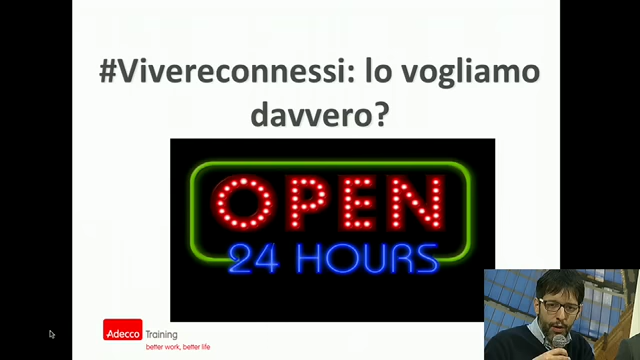 #Vivereconnessi: lo vogliamo
davvero?
OPEN
24 HOURS
Adecco Training
better work, better life